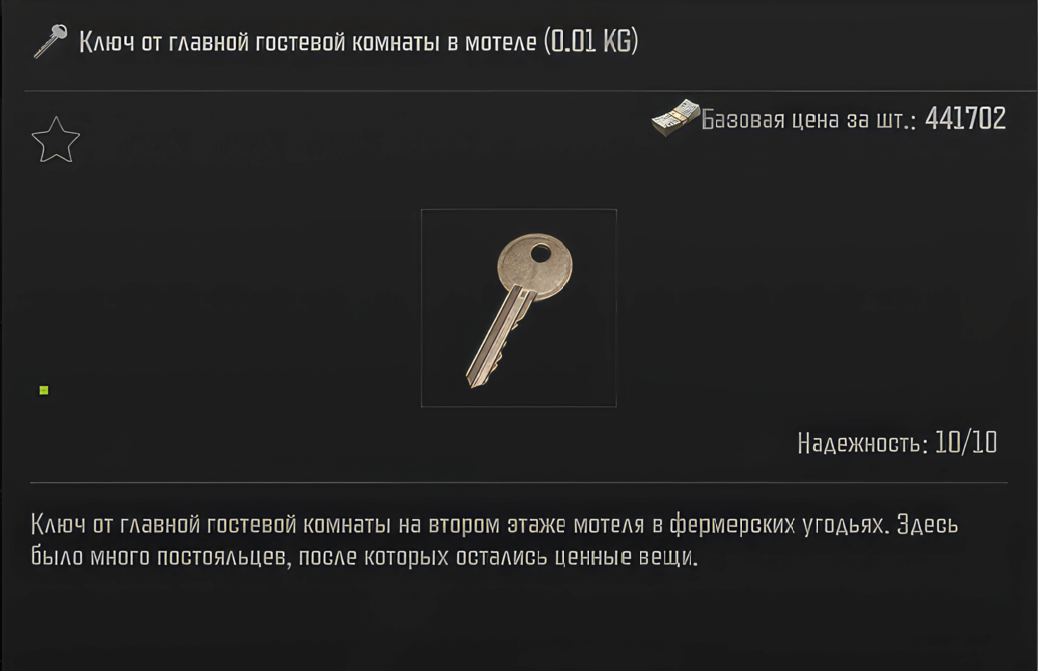 Ключ от главной гостевой комнаты в мотеле (0.01 KG)
Базовая цена за шт.: 441702
Надежность: 10/10
Ключ от главной гостевой комнаты на втором этаже мотеля в фермерских угодьях. Здесь
было много постояльцев, после которых остались ценные вещи.